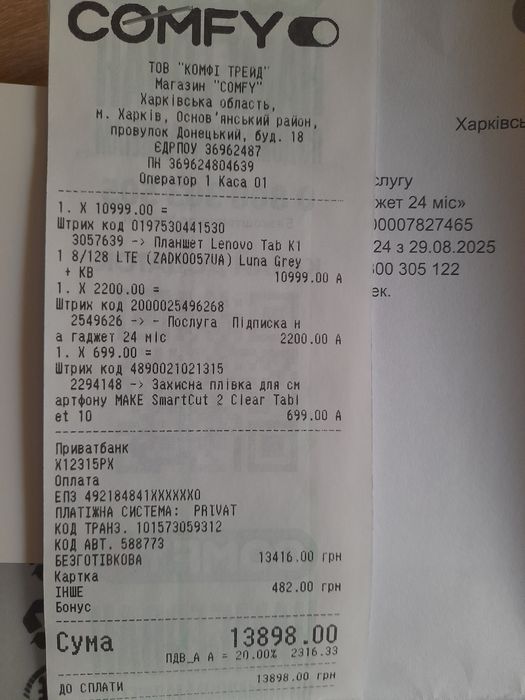 COMFY
ТОВ "КОМФІ ТРЕЙД"
Магазин "COMFY"
Харківська область,
м. Харків, Основ'янський район,
провулок Донецький, буд. 18
ЄДРПОУ 36962487
ПН 369624804639
Оператор 1 Каса 01
1. X 10999.00 =
Штрих код 0197530441530
3057639 -> Планшет Lenovo Tab K1
1 8/128 LTE (ZADK0057UA) Luna Grey
+ КВ 10999.00 А
1. X 2200.00 =
Штрих код 2000025496268
2549626 -> - Послуга Підписка н
а гаджет 24 міс 2200.00 А
1. X 699.00 =
Штрих код 4890021021315
2294148 -> Захисна плівка для см
артфону MAKE SmartCut 2 Clear Tabl
et 10 699.00 А
Приватбанк
X12315PX
Оплата
ЕПЗ 492184841XXXXXX0
ПЛАТІЖНА СИСТЕМА: PRIVAT
КОД ТРАНЗ. 101573059312
КОД АВТ. 588773
БЕЗГОТІВКОВА 13416.00 грн
Картка
ІНШЕ 482.00 грн
Бонус
Сума 13898.00
ПДВ_А А = 20.00% 2316.33
ДО СПЛАТИ 13898.00 грн
Харківсь
слугу
жет 24 міс»
00007827465
24 з 29.08.2025
300 305 122
ек.